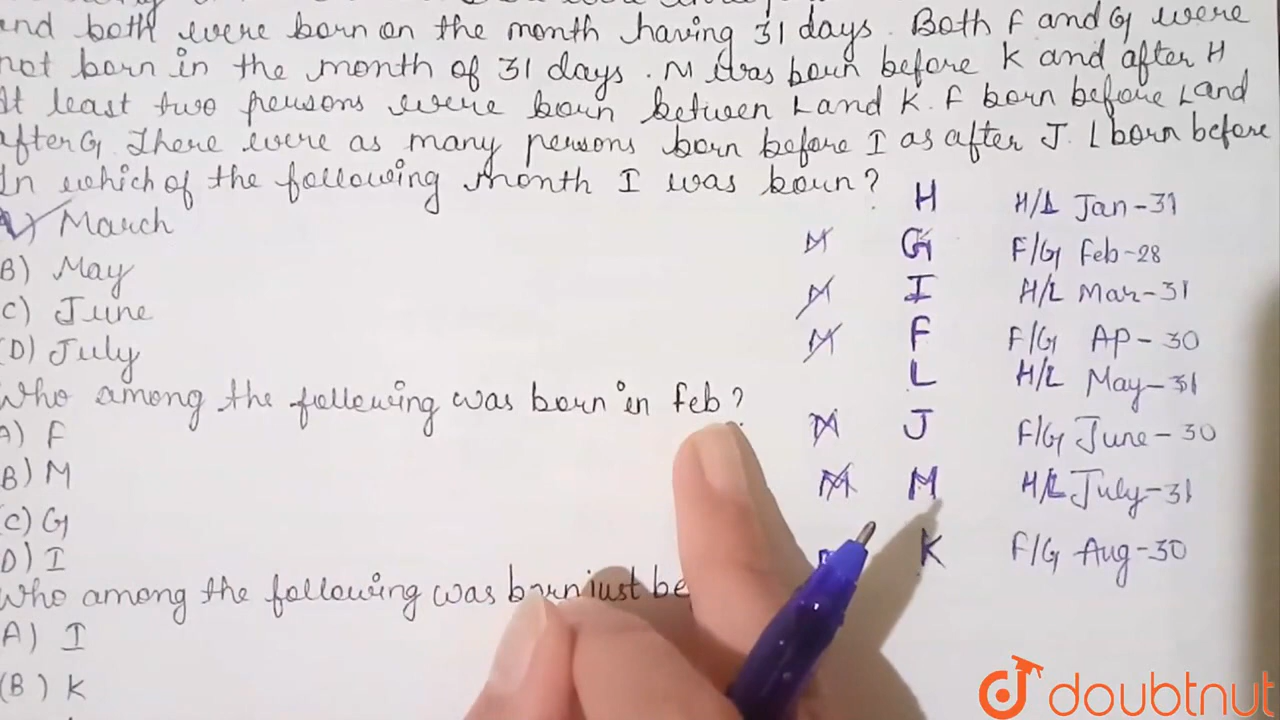 and both were born on the month having 31 days. Both F and G were
not born in the month of 31 days. M was born before K and after H
At least two persons were born between L and K. F born before L and
after G. There were as many persons born before I as after J. L born before
In which of the following month I was born?
A) March
B) May
C) June
(D) July
Who among the following was born in feb?
A) F
B) M
(C) G
D) I
Who among the following was born just be
A) I
(B) K
H H/L Jan-31
M G F/G Feb-28
M I H/L Mar-31
M F F/G AP-30
L H/L May-31
M J F/G June-30
M M H/L July-31
K F/G Aug-30
doubtnut